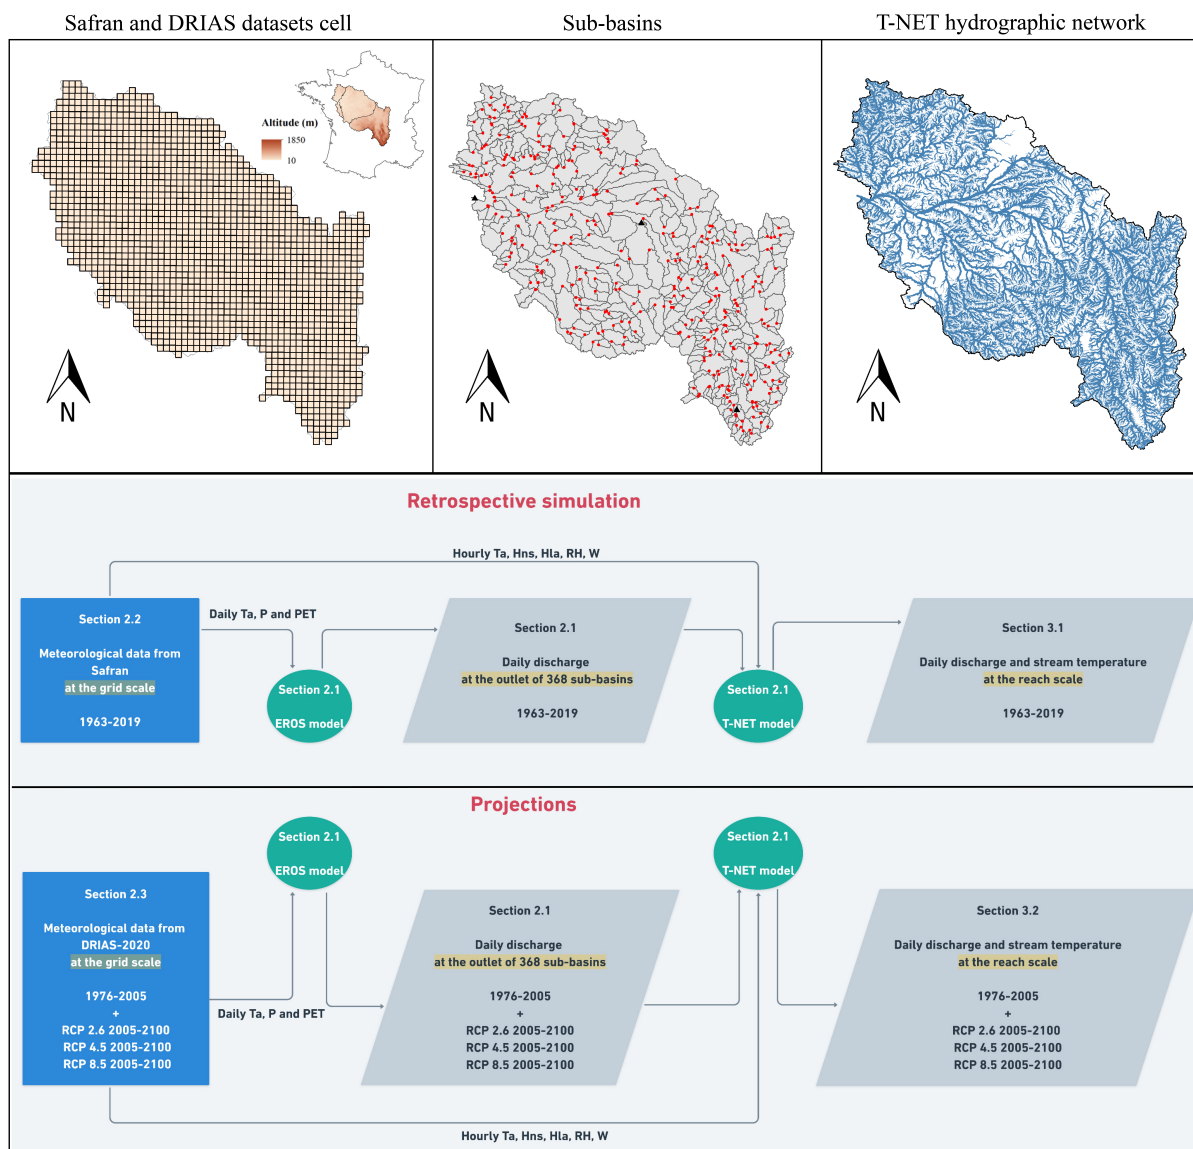 Safran and DRIAS datasets cell
Sub-basins
T-NET hydrographic network
Altitude (m)
1850
10
N
N
N
Retrospective simulation
Hourly Ta, Hns, Hla, RH, W
Section 2.2
Meteorological data from
Safran
at the grid scale
1963-2019
Daily Ta, P and PET
Section 2.1
EROS model
Section 2.1
Daily discharge
at the outlet of 368 sub-basins
1963-2019
Section 2.1
T-NET model
Section 3.1
Daily discharge and stream temperature
at the reach scale
1963-2019
Projections
Section 2.1
EROS model
Section 2.1
T-NET model
Section 2.3
Meteorological data from
DRIAS-2020
at the grid scale
1976-2005
+
RCP 2.6 2005-2100
RCP 4.5 2005-2100
RCP 8.5 2005-2100
Daily Ta, P and PET
Section 2.1
Daily discharge
at the outlet of 368 sub-basins
1976-2005
+
RCP 2.6 2005-2100
RCP 4.5 2005-2100
RCP 8.5 2005-2100
Section 3.2
Daily discharge and stream temperature
at the reach scale
1976-2005
+
RCP 2.6 2005-2100
RCP 4.5 2005-2100
RCP 8.5 2005-2100
Hourly Ta, Hns, Hla, RH, W